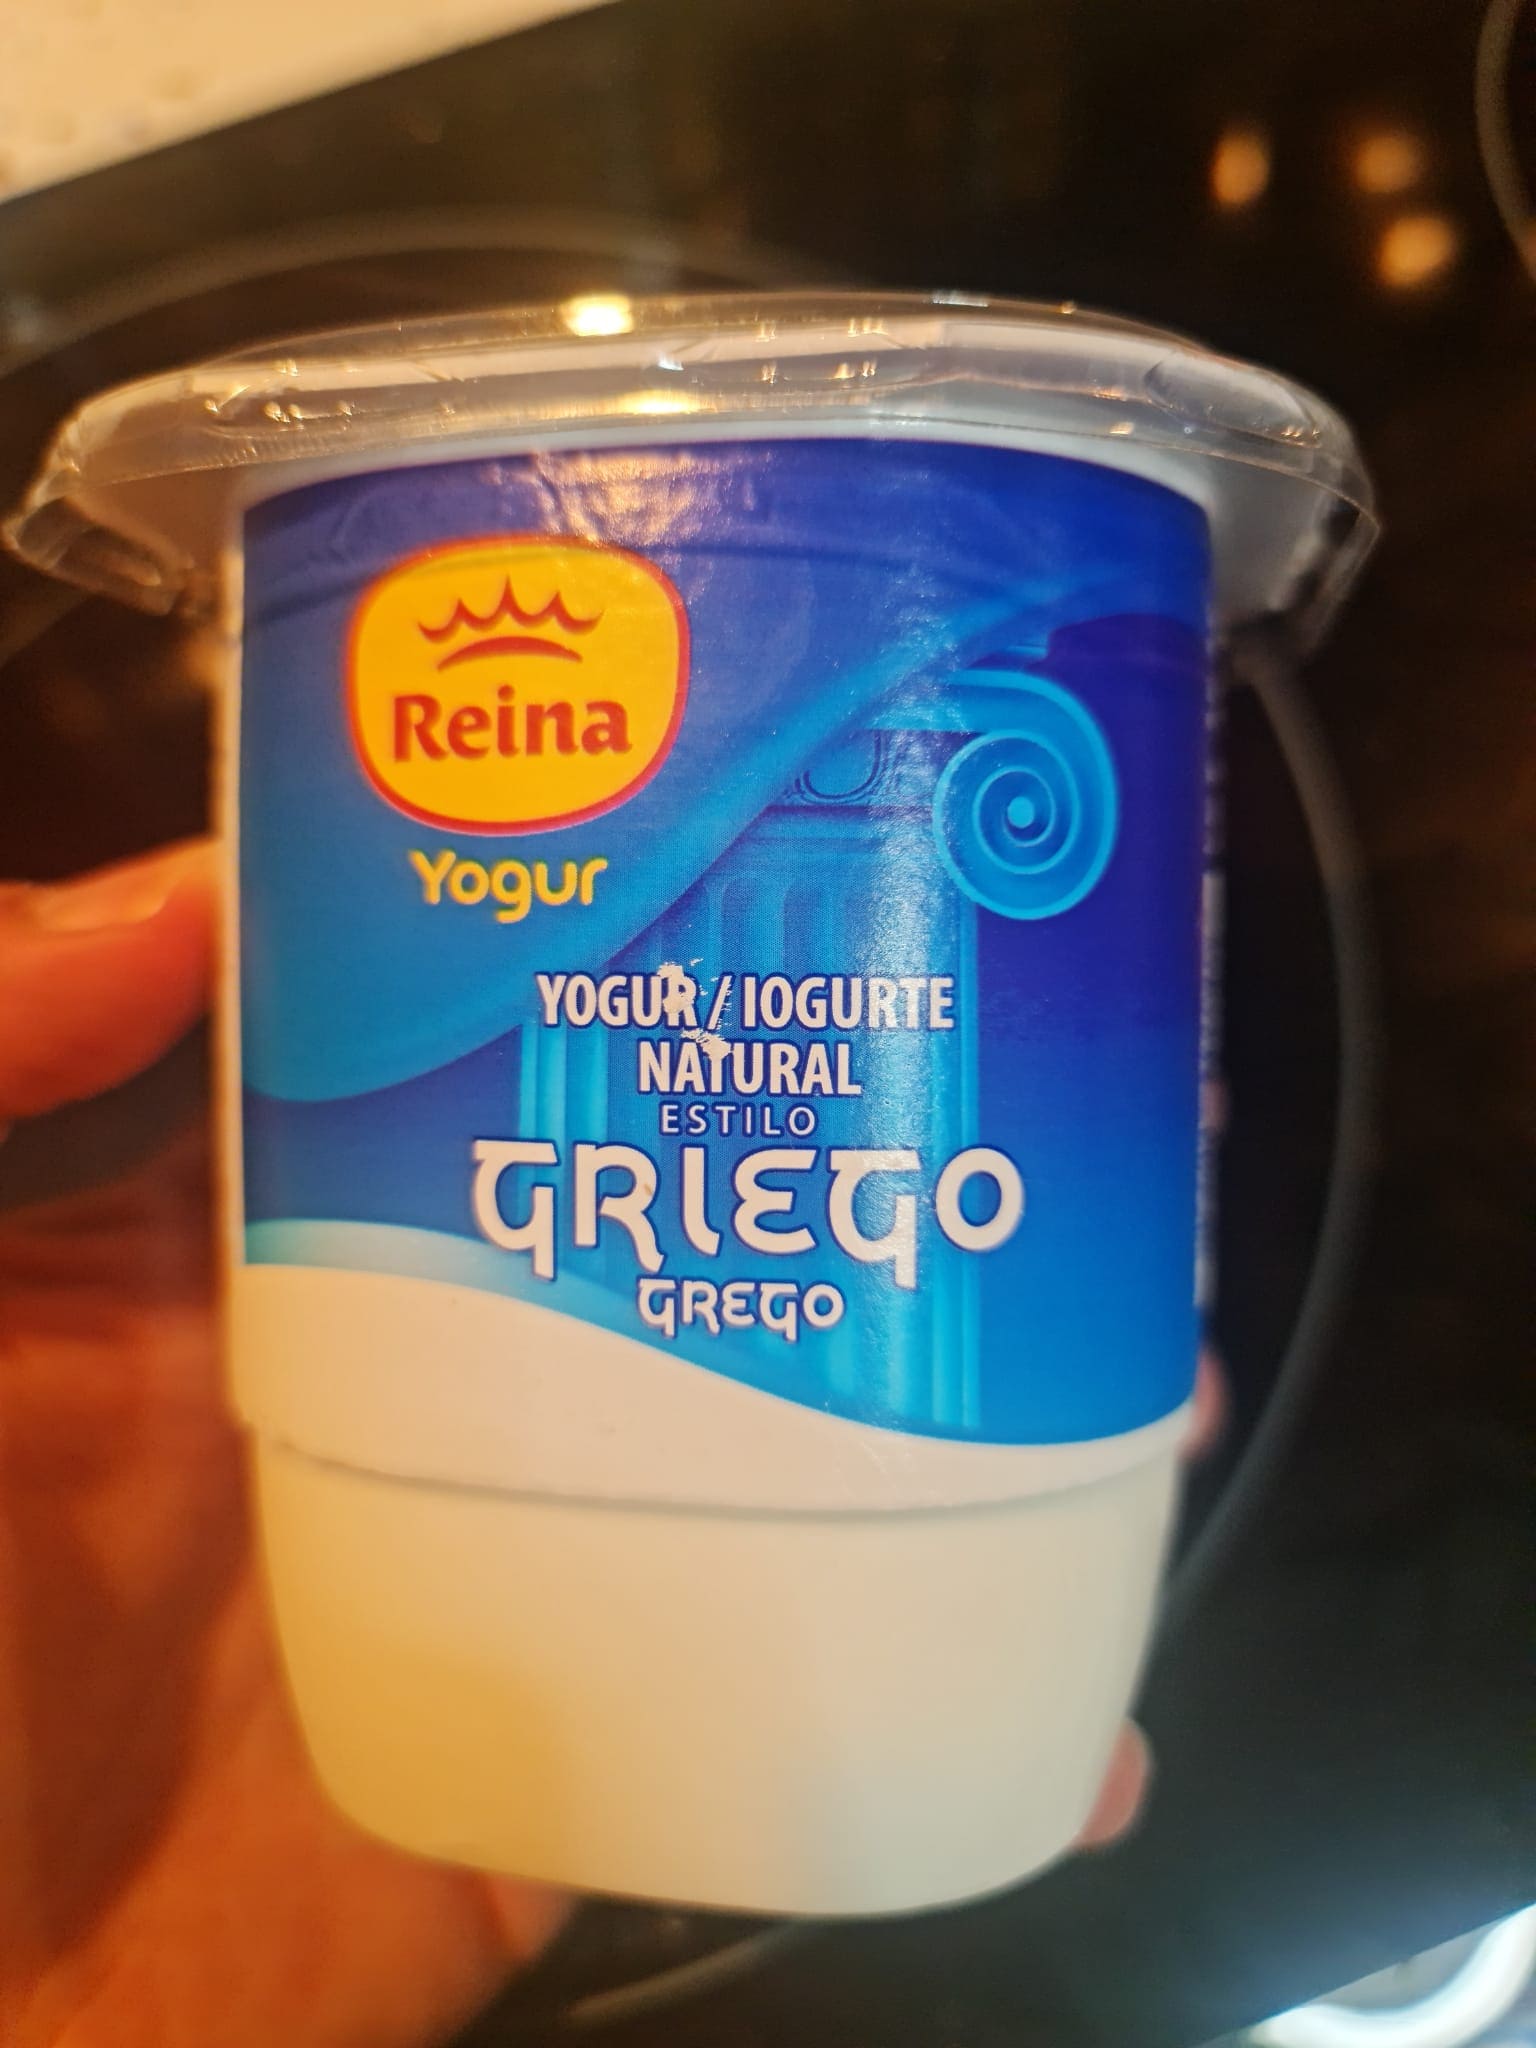 Reina
Yogur
YOGUR / IOGURTE
NATURAL
ESTILO
GRIEGO
GREGO